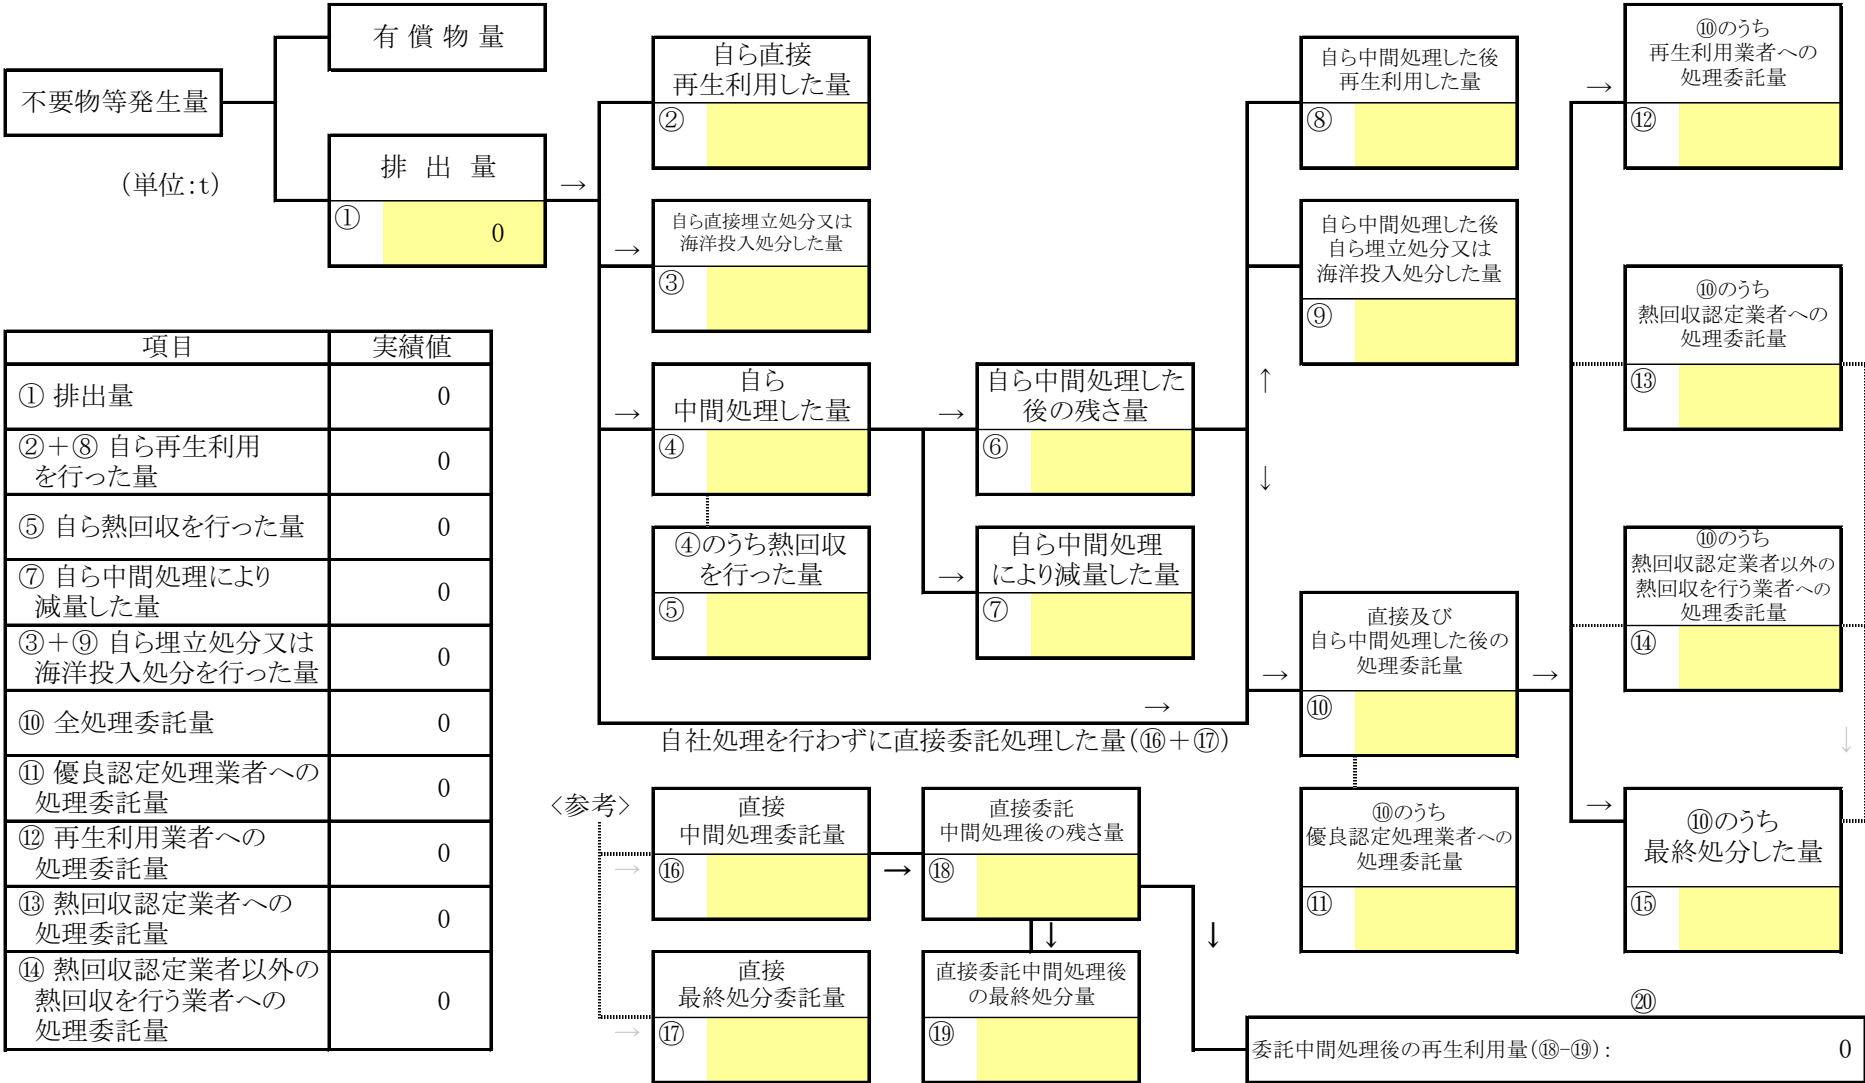 不要物等発生量
(単位:t)
有 償 物 量
排 出 量
→
①
0
自ら直接
再生利用した量
②
→
自ら直接埋立処分又は
海洋投入処分した量
③
→
自ら
中間処理した量
④
④のうち熱回収
を行った量
⑤
→
自ら中間処理した
後の残さ量
⑥
→
自ら中間処理
により減量した量
⑦
↑
↓
自ら中間処理した後
再生利用した量
⑧
自ら中間処理した後
自ら埋立処分又は
海洋投入処分した量
⑨
→
直接及び
自ら中間処理した後の
処理委託量
⑩
→
⑩のうち
優良認定処理業者への
処理委託量
⑪
→
⑩のうち
再生利用業者への
処理委託量
⑫
⑩のうち
熱回収認定業者への
処理委託量
⑬
⑩のうち
熱回収認定業者以外の
熱回収を行う業者への
処理委託量
⑭
↓
→
⑩のうち
最終処分した量
⑮
→
自社処理を行わずに直接委託処理した量(⑯+⑰)
<参考>
→
直接
中間処理委託量
⑯
→
直接
最終処分委託量
⑰
→
直接委託
中間処理後の残さ量
⑱
↓
直接委託中間処理後
の最終処分量
⑲
↓
⑳
委託中間処理後の再生利用量(⑱-⑲): 0
項目 実績値
① 排出量 0
②+⑧ 自ら再生利用
を行った量 0
⑤ 自ら熱回収を行った量 0
⑦ 自ら中間処理により
減量した量 0
③+⑨ 自ら埋立処分又は
海洋投入処分を行った量 0
⑩ 全処理委託量 0
⑪ 優良認定処理業者への
処理委託量 0
⑫ 再生利用業者への
処理委託量 0
⑬ 熱回収認定業者への
処理委託量 0
⑭ 熱回収認定業者以外の
熱回収を行う業者への
処理委託量 0